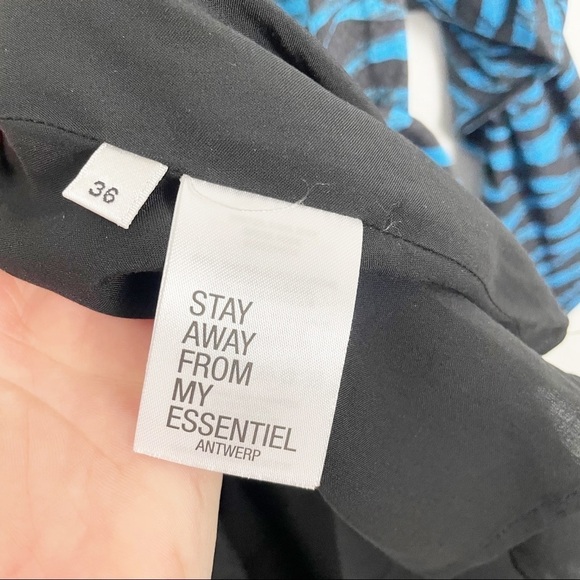 36
STAY
AWAY
FROM
MY
ESSENTIEL
ANTWERP